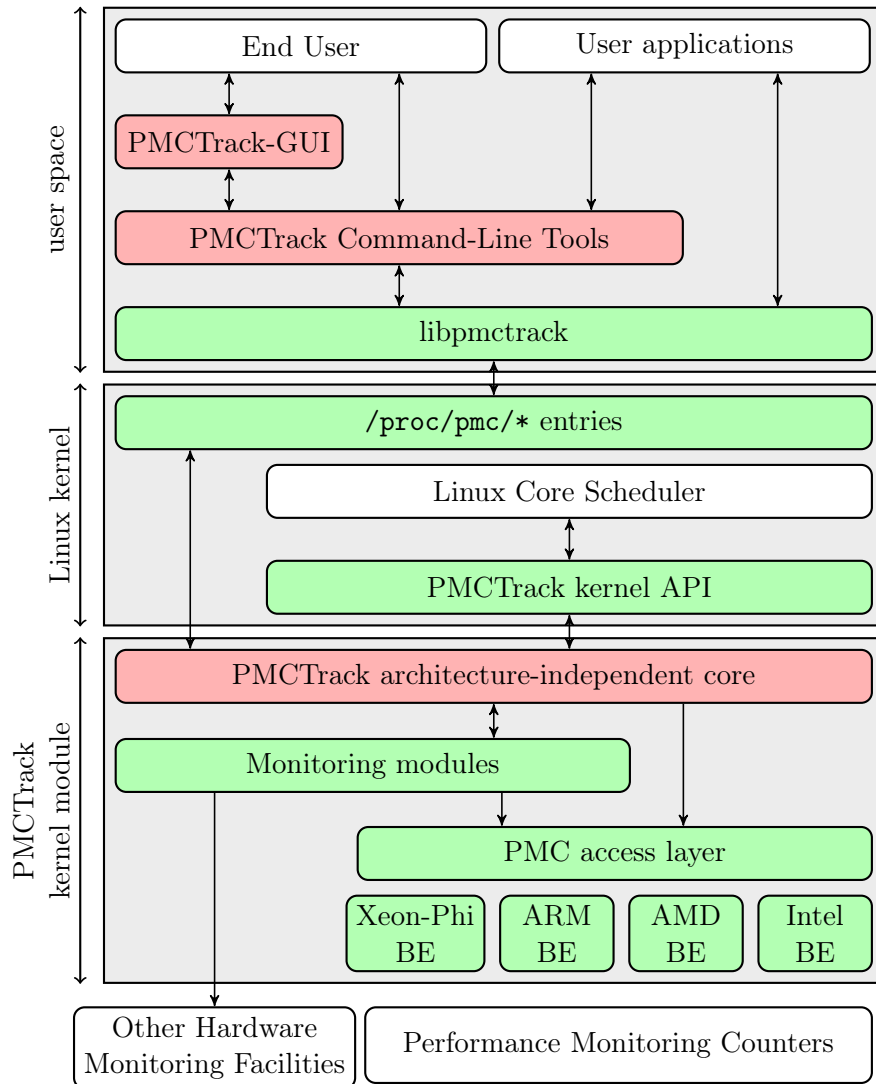 End User
User applications
PMCTrack-GUI
PMCTrack Command-Line Tools
libpmctrack
user space
/proc/pmc/* entries
Linux Core Scheduler
PMCTrack kernel API
Linux kernel
PMCTrack architecture-independent core
Monitoring modules
PMC access layer
Xeon-Phi
BE
ARM
BE
AMD
BE
Intel
BE
PMCTrack
kernel module
Other Hardware
Monitoring Facilities
Performance Monitoring Counters